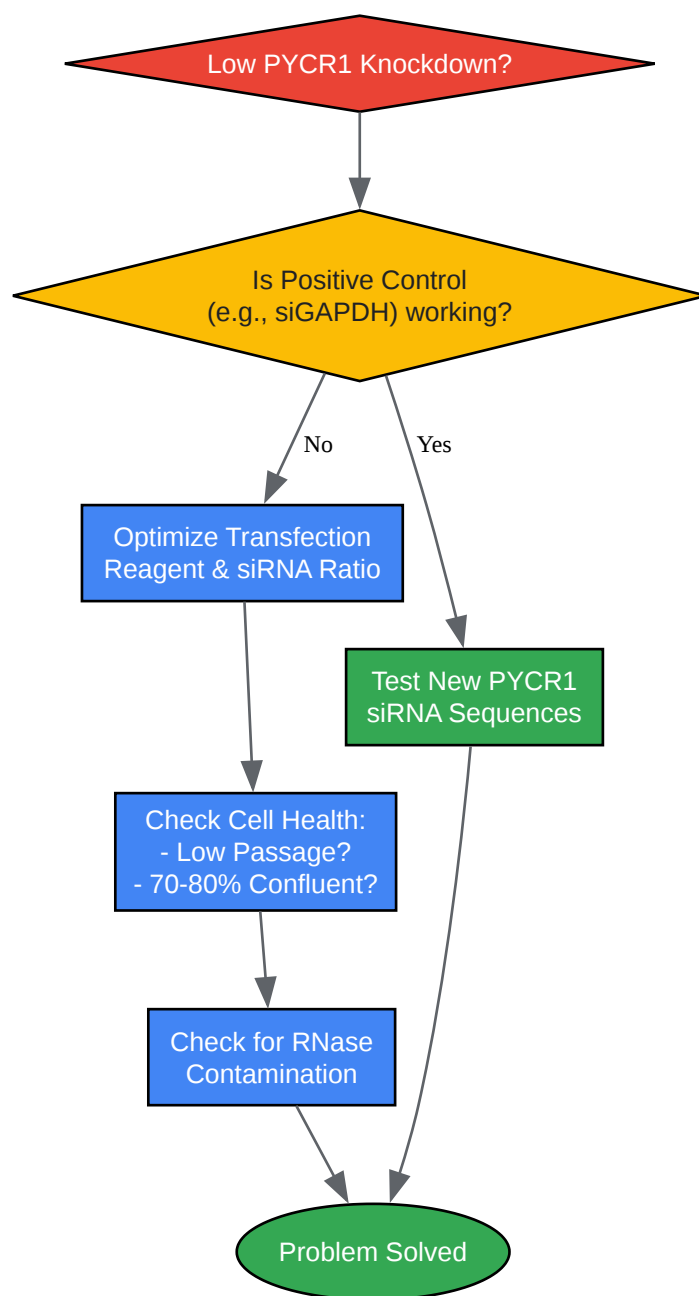 Low PYCR1 Knockdown?
Is Positive Control
(e.g., siGAPDH) working?
No
Yes
Optimize Transfection
Reagent & siRNA Ratio
Test New PYCR1
siRNA Sequences
Check Cell Health:
- Low Passage?
- 70-80% Confluent?
Check for RNase
Contamination
Problem Solved